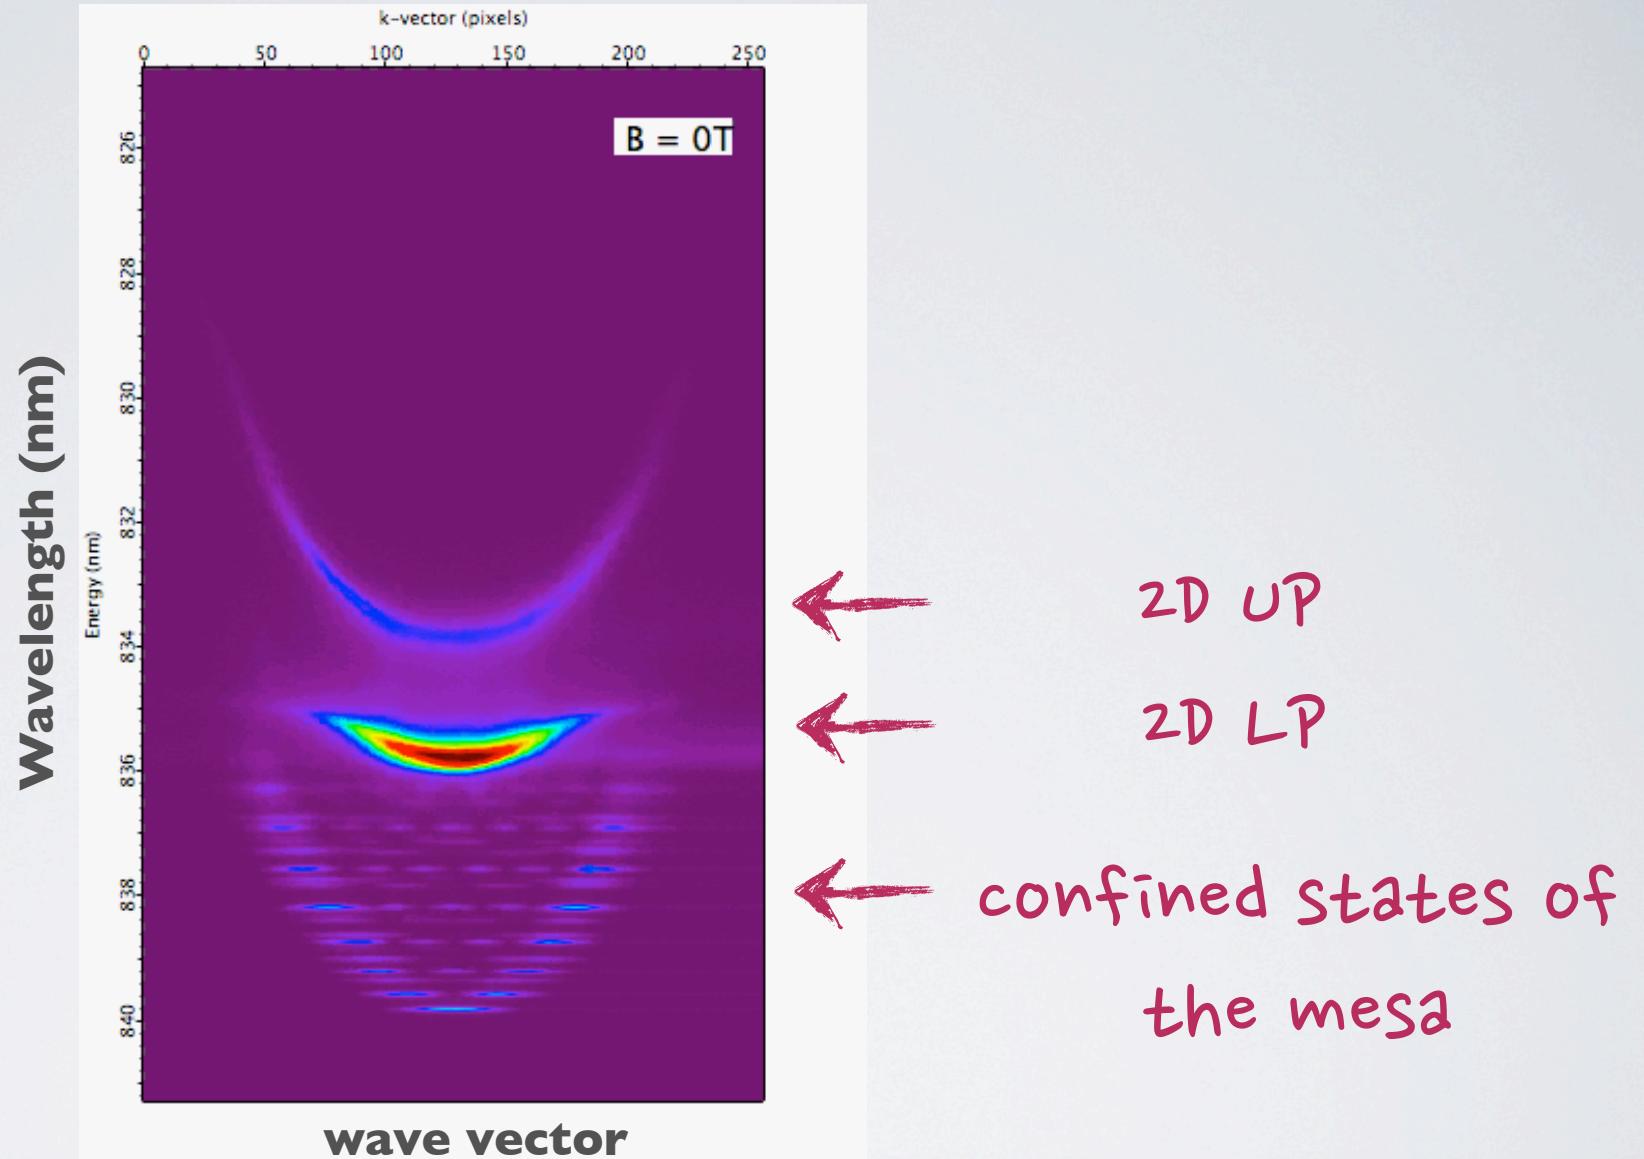 k-vector (pixels)
0 50 100 150 200 250
B = 0T
826
828
830
832
834
836
838
840
Energy (nm)
Wavelength (nm)
wave vector
2D UP
2D LP
confined states of
the mesa